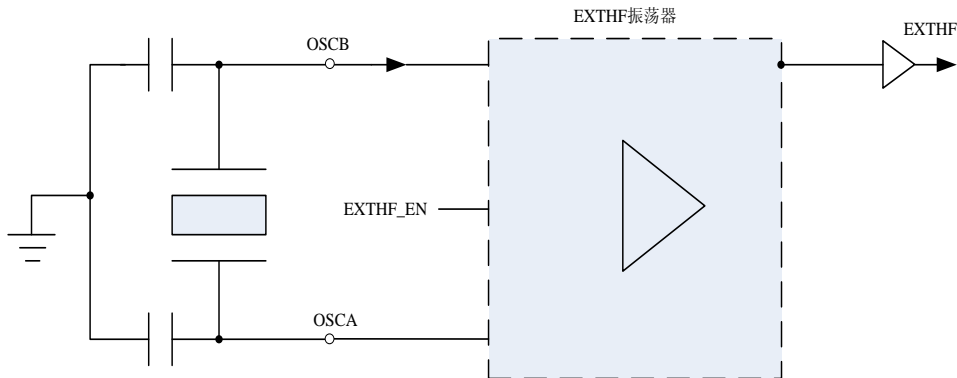 EXTHF振荡器
EXTHF
OSCB
EXTHF_EN
OSCA